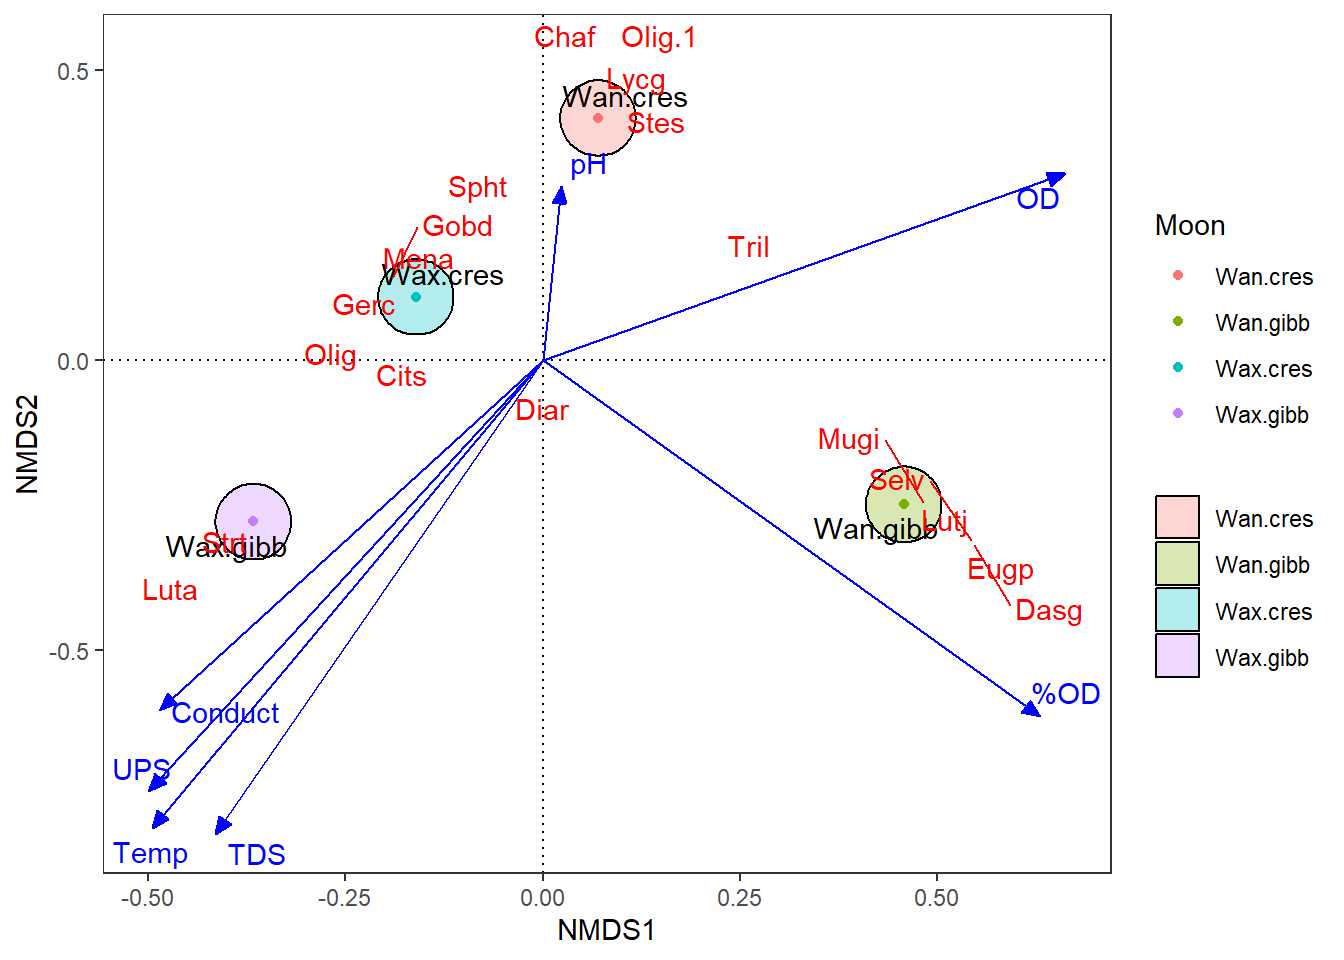 Chaf Olig.1
0.5
Lycg
Wan.cres
Stes
pH
Spht
OD
Gobd
Tril
Mena
Wax.cres
Gerc
Olig
0.0
Cits
Diar
Mugi
Selv
Lutj
Wan.gibb
Strt
Wax.gibb
Eugp
Luta
Dasg
-0.5
%OD
Conduct
UPS
Temp
TDS
-0.50 -0.25 0.00 0.25 0.50
NMDS1
NMDS2
Moon
Wan.cres
Wan.gibb
Wax.cres
Wax.gibb
Wan.cres
Wan.gibb
Wax.cres
Wax.gibb